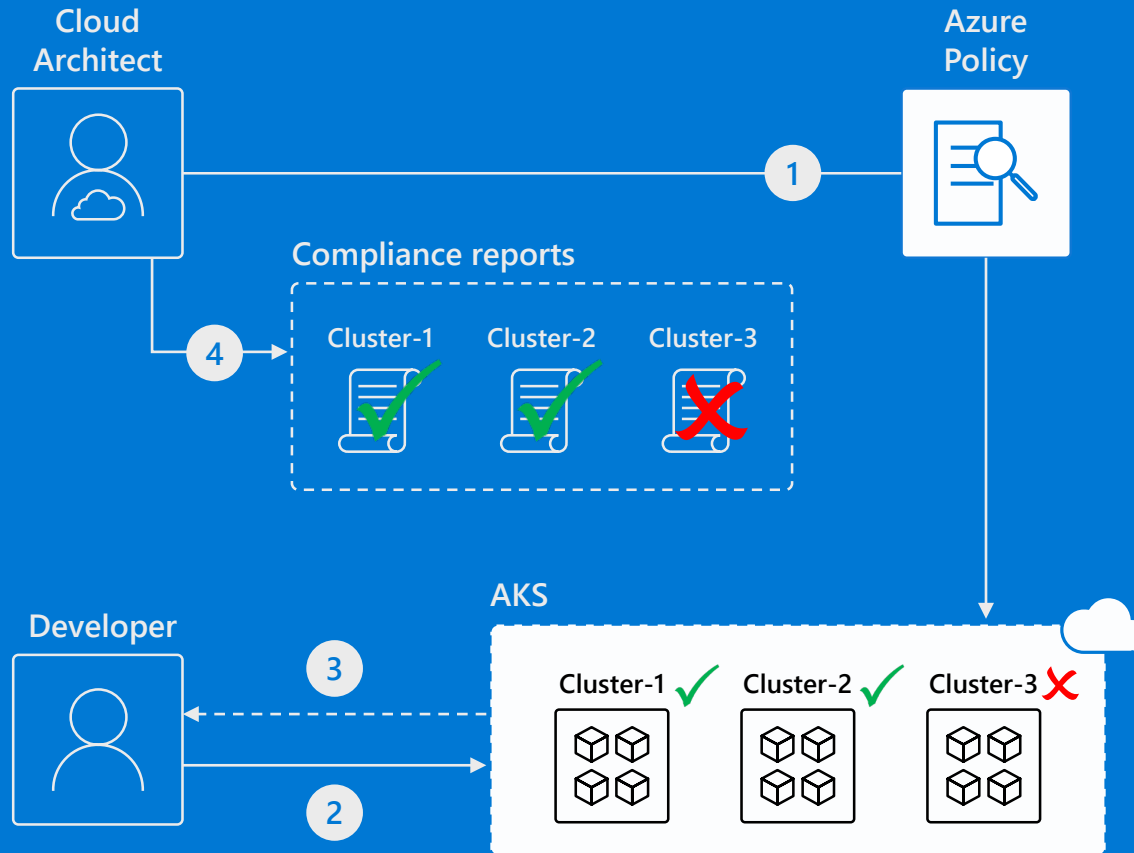 Cloud
Architect
Azure
Policy
1
Compliance reports
Cluster-1
Cluster-2
Cluster-3
4
AKS
Developer
3
Cluster-1
Cluster-2
Cluster-3
2